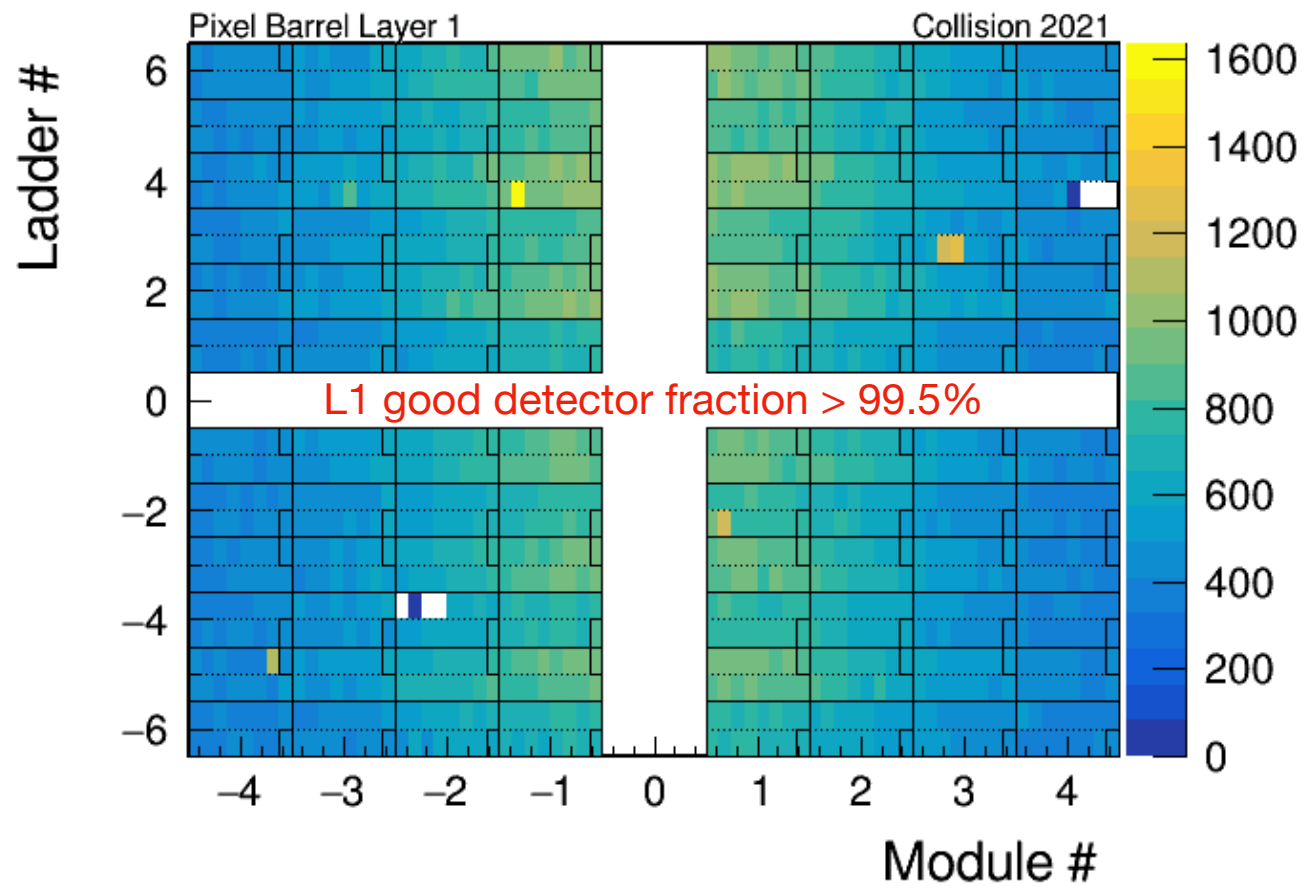 Pixel Barrel Layer 1
Collision 2021
Ladder #
6
4
2
0
−2
−4
−6
L1 good detector fraction > 99.5%
1600
1400
1200
1000
800
600
400
200
0
−4 −3 −2 −1 0 1 2 3 4
Module #